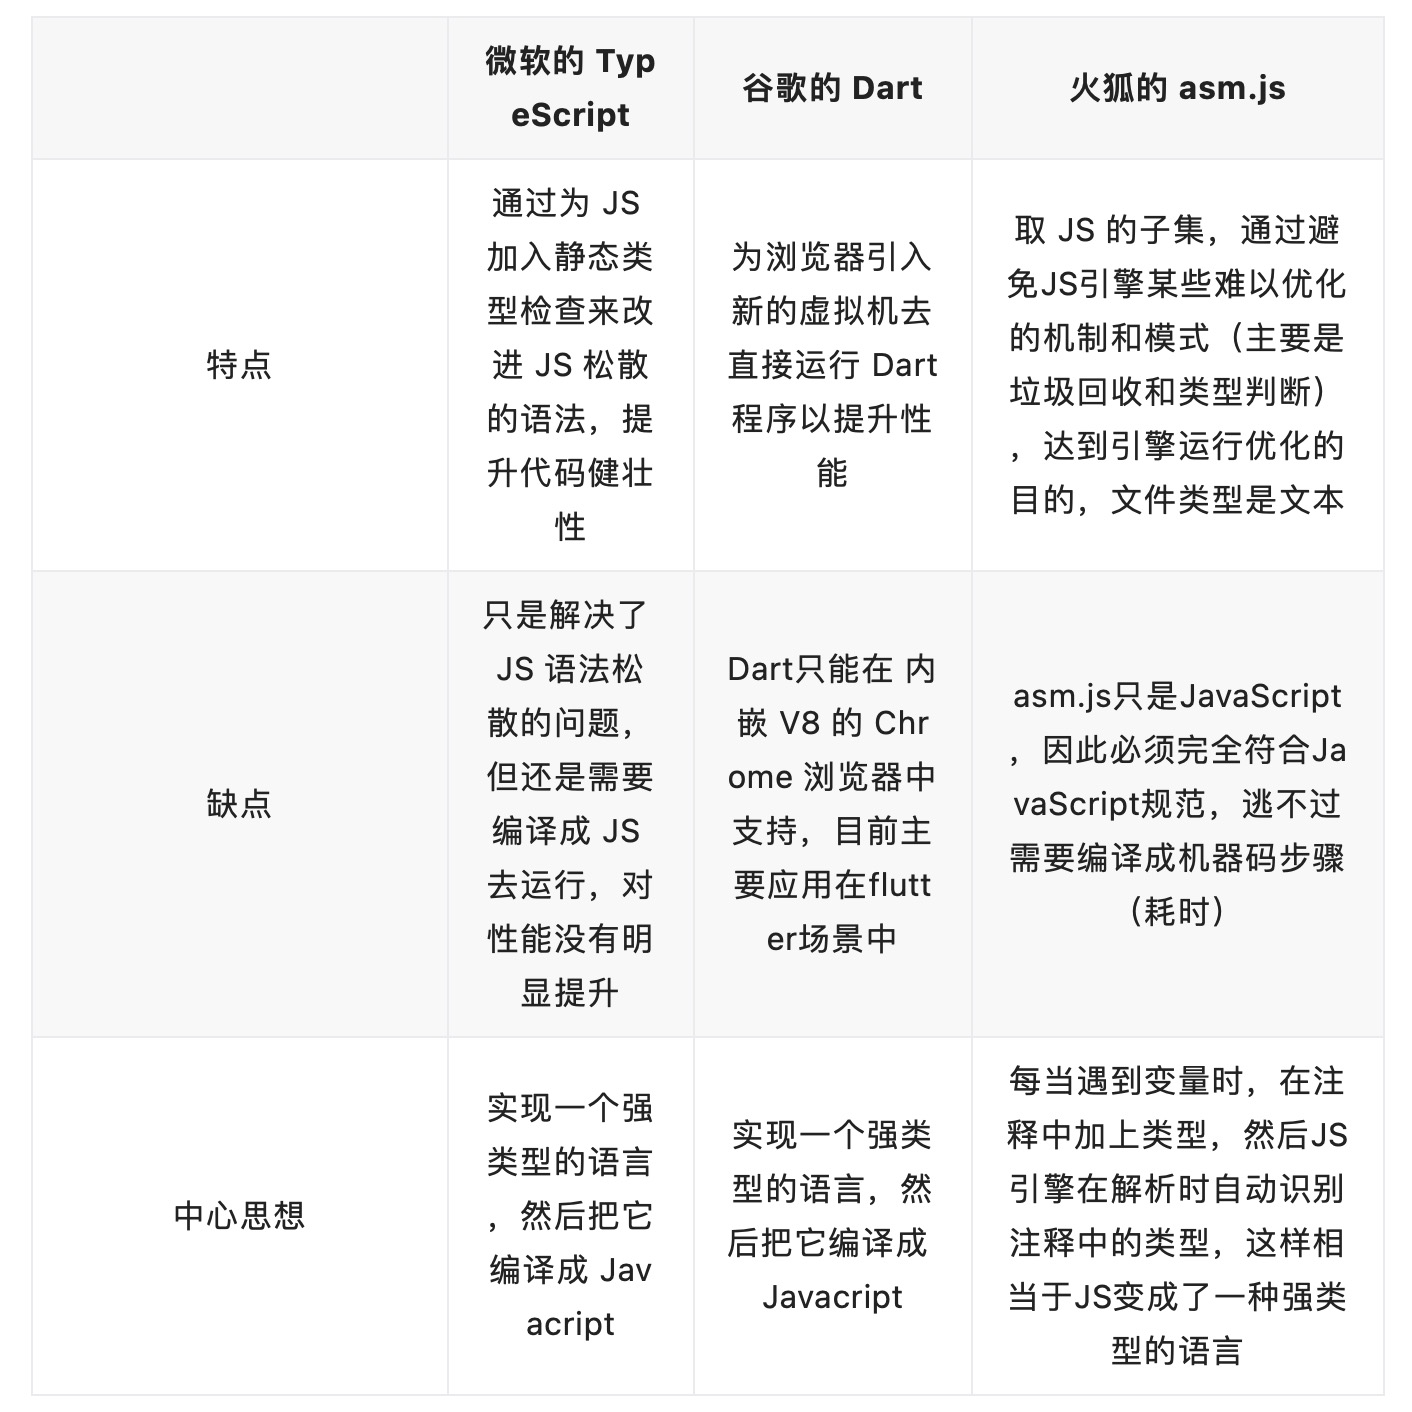 微软的 Typ
eScript
谷歌的 Dart
火狐的 asm.js
特点
通过为 JS
加入静态类
型检查来改
进 JS 松散
的语法，提
升代码健壮
性
为浏览器引入
新的虚拟机去
直接运行 Dart
程序以提升性
能
取 JS 的子集，通过避
免JS引擎某些难以优化
的机制和模式（主要是
垃圾回收和类型判断）
，达到引擎运行优化的
目的，文件类型是文本
缺点
只是解决了
JS 语法松
散的问题，
但还是需要
编译成 JS
去运行，对
性能没有明
显提升
Dart只能在 内
嵌 V8 的 Chr
ome 浏览器中
支持，目前主
要应用在flutt
er场景中
asm.js只是JavaScript
，因此必须完全符合Ja
vaScript规范，逃不过
需要编译成机器码步骤
（耗时）
中心思想
实现一个强
类型的语言
，然后把它
编译成 Jav
acript
实现一个强类
型的语言，然
后把它编译成
Javacript
每当遇到变量时，在注
释中加上类型，然后JS
引擎在解析时自动识别
注释中的类型，这样相
当于JS变成了一种强类
型的语言